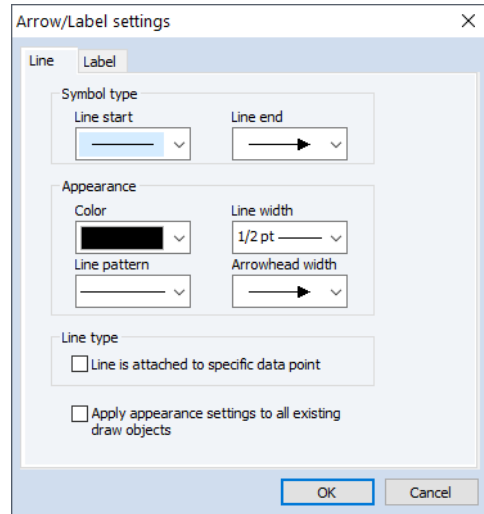 Arrow/Label settings
Line Label
Symbol type
Line start Line end
Appearance
Color Line width
1/2 pt
Line pattern Arrowhead width
Line type
Line is attached to specific data point
Apply appearance settings to all existing
draw objects
OK Cancel